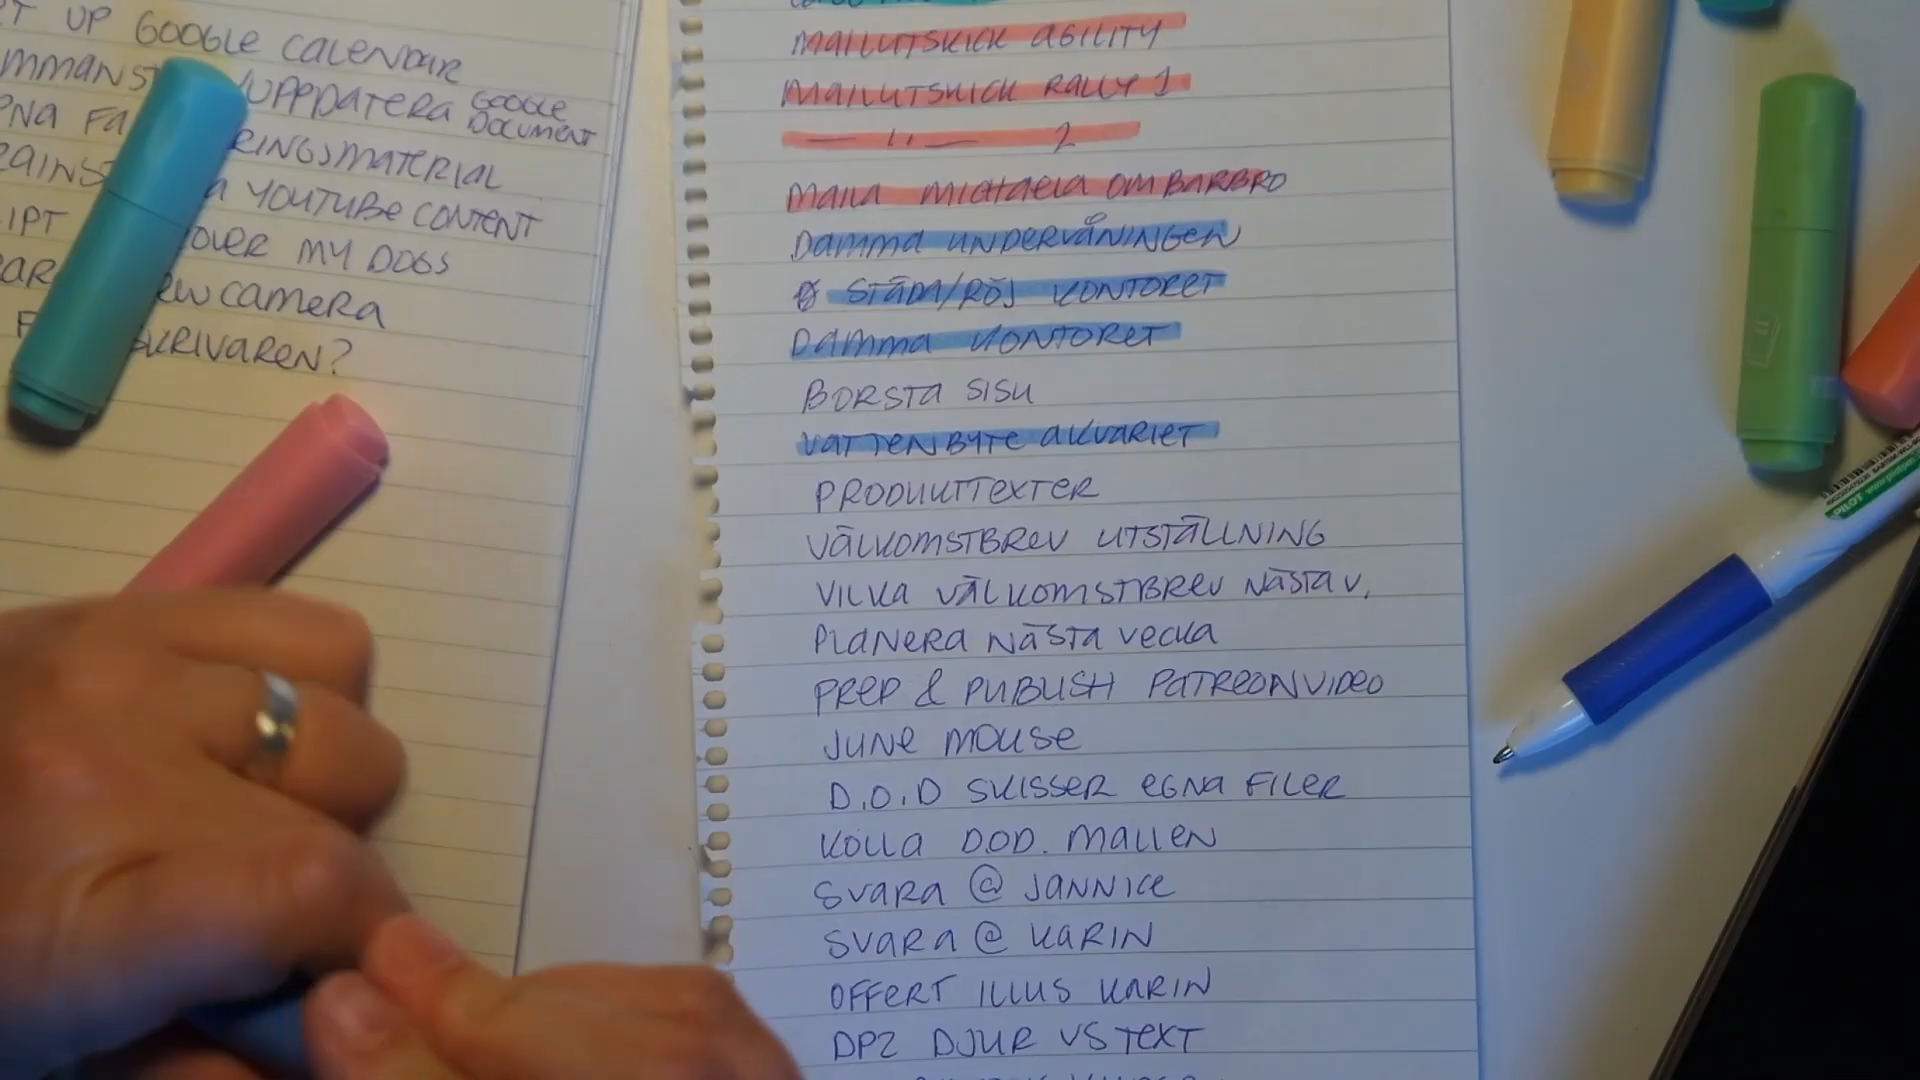 UP GOOGLE CALENDAR
/UPPDATERA GOOGLE DOCUMENT
RINGSMATERIAL
YOUTUBE CONTENT
OVER MY DOGS
CAMERA
SKRIVAREN?
MAILUTSKICK AGILITY
MAILUTSKICK RALLY 1
— 〃 — 2
MAILA MICHAELA OM BARBRO
DAMMA UNDERVÅNINGEN
STÄDA/RÖJ KONTORET
DAMMA KONTORET
BORSTA SISU
VATTENBYTE AKVARIET
PRODUKTTEXTER
VÄLKOMSTBREV UTSTÄLLNING
VILKA VÄLKOMSTBREV NÄSTA V.
PLANERA NÄSTA VECKA
PREP & PUBLISH PATREONVIDEO
JUNE MOUSE
D.O.D SKISSER EGNA FILER
KOLLA D.O.D. MALLEN
SVARA @ JANNICE
SVARA @ KARIN
OFFERT ILLUS KARIN
DP2 DJUR VS TEXT
PILOT